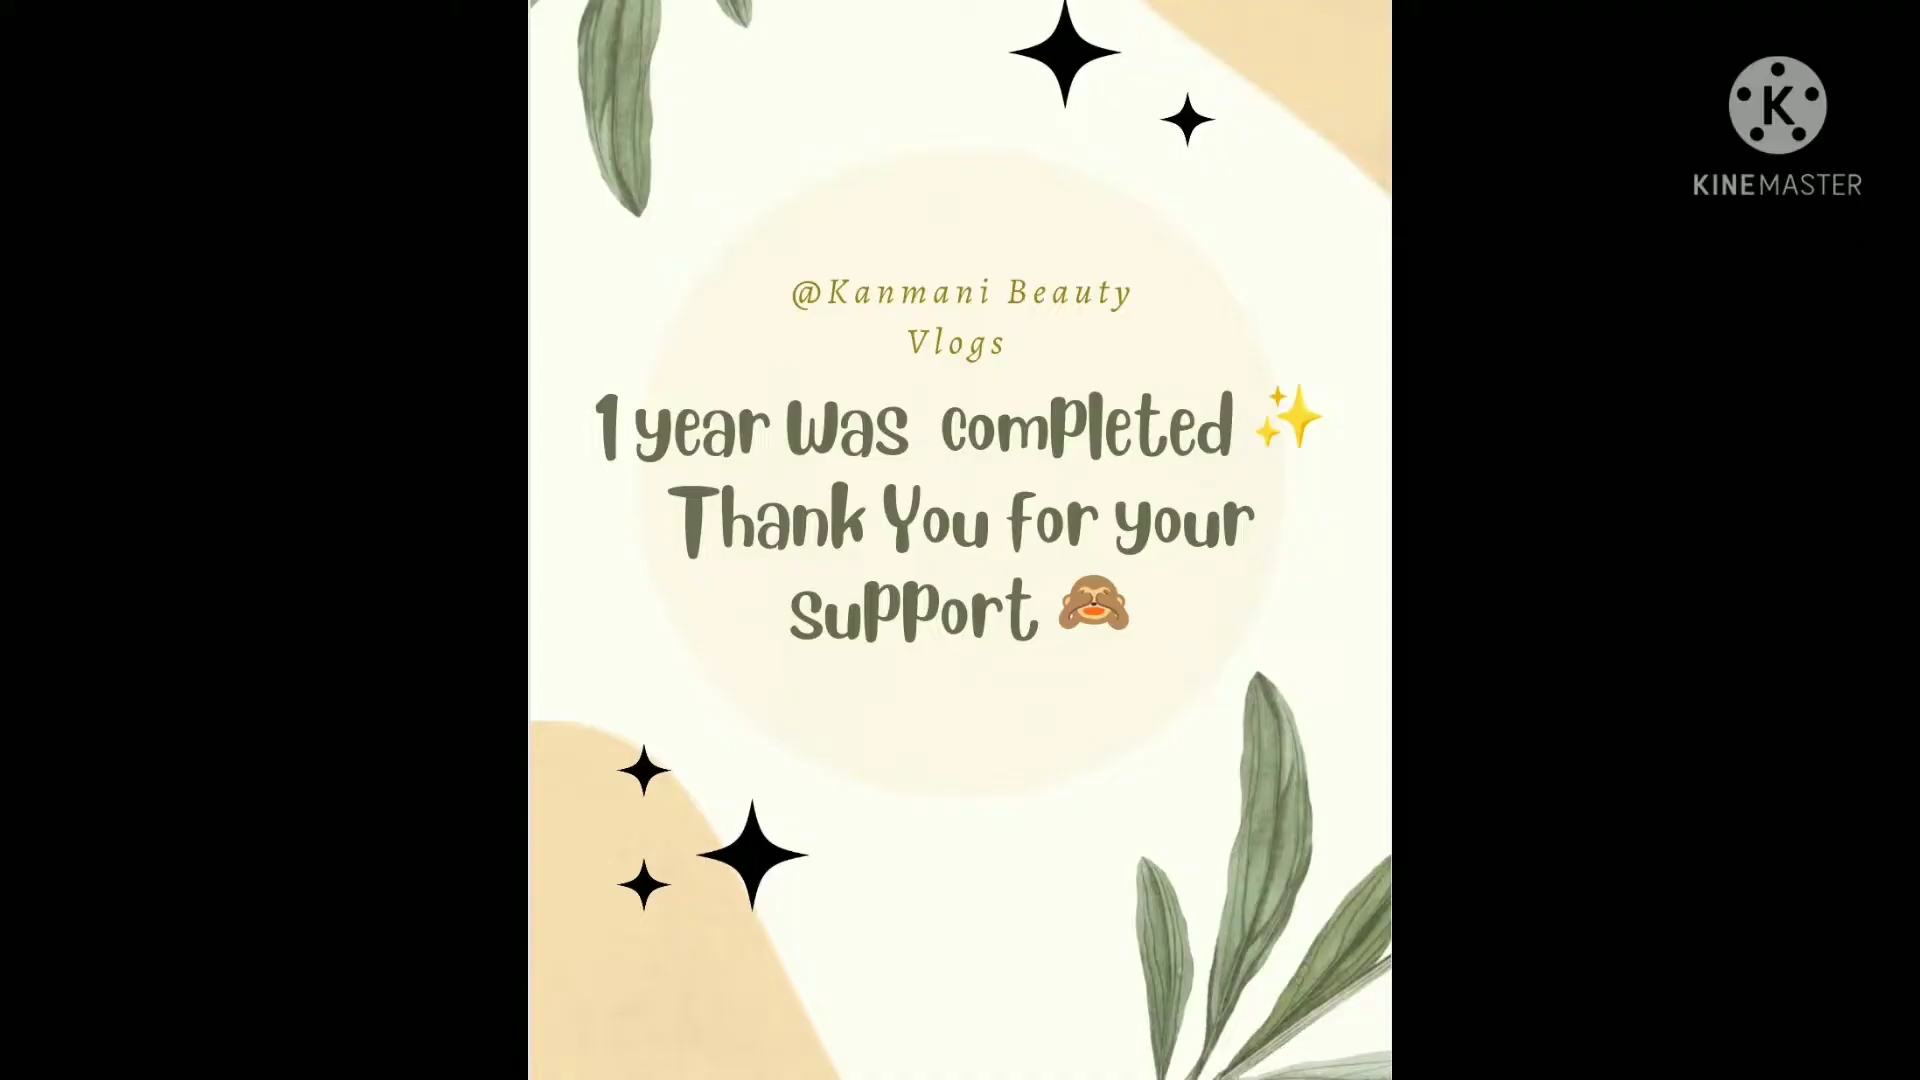 @Kanmani Beauty
Vlogs
1 year was completed ✨
Thank You for your
support 🙈
K
KINEMASTER